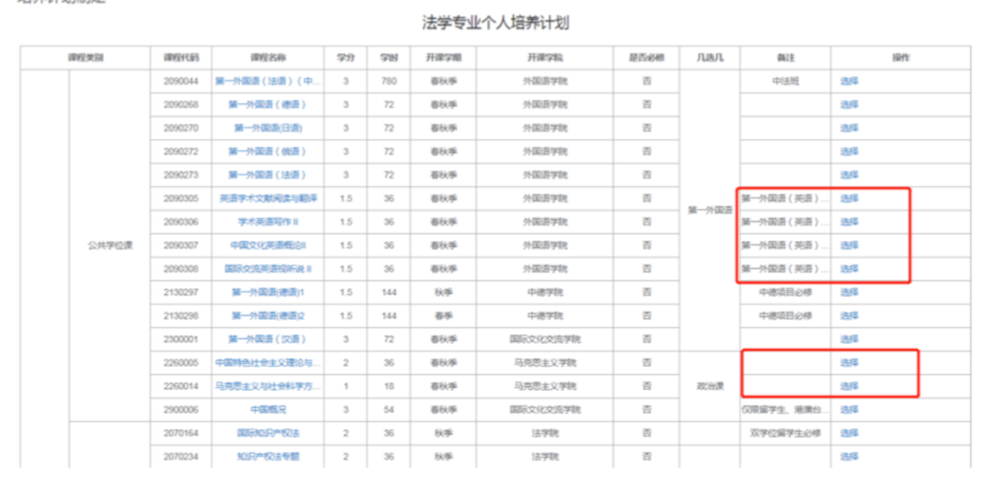 法学专业个人培养计划
课程类别 课程代码 课程名称 学分 学时 开课学期 开课学院 是否必修 几选几 备注 操作
2090044 第一外国语（法语）（中... 3 780 春秋季 外国语学院 否 中法班 选择
2090268 第一外国语（德语） 3 72 春秋季 外国语学院 否 选择
2090270 第一外国语(日语) 3 72 春秋季 外国语学院 否 选择
2090272 第一外国语（俄语） 3 72 春秋季 外国语学院 否 选择
2090273 第一外国语（法语） 3 72 春秋季 外国语学院 否 选择
2090305 英语学术文献阅读与翻译 1.5 36 春秋季 外国语学院 否 第一外国语（英语）... 选择
第一外国语
2090306 学术英语写作 II 1.5 36 春秋季 外国语学院 否 第一外国语（英语）... 选择
公共学位课 2090307 中国文化英语概论II 1.5 36 春秋季 外国语学院 否 第一外国语（英语）... 选择
2090308 国际交流英语视听说 II 1.5 36 春秋季 外国语学院 否 第一外国语（英语）... 选择
2130297 第一外国语(德语)1 1.5 144 秋季 中德学院 否 中德项目必修 选择
2130298 第一外国语(德语)2 1.5 144 春季 中德学院 否 中德项目必修 选择
2300001 第一外国语（汉语） 3 72 春秋季 国际文化交流学院 否 选择
2260005 中国特色社会主义理论与... 2 36 春秋季 马克思主义学院 否 选择
2260014 马克思主义与社会科学方... 1 18 春秋季 马克思主义学院 否 政治课 选择
2900006 中国概况 3 54 春秋季 国际文化交流学院 否 仅限留学生、港澳台... 选择
2070164 国际知识产权法 2 36 秋季 法学院 否 双学位留学生必修 选择
2070234 知识产权法专题 2 36 秋季 法学院 否 选择